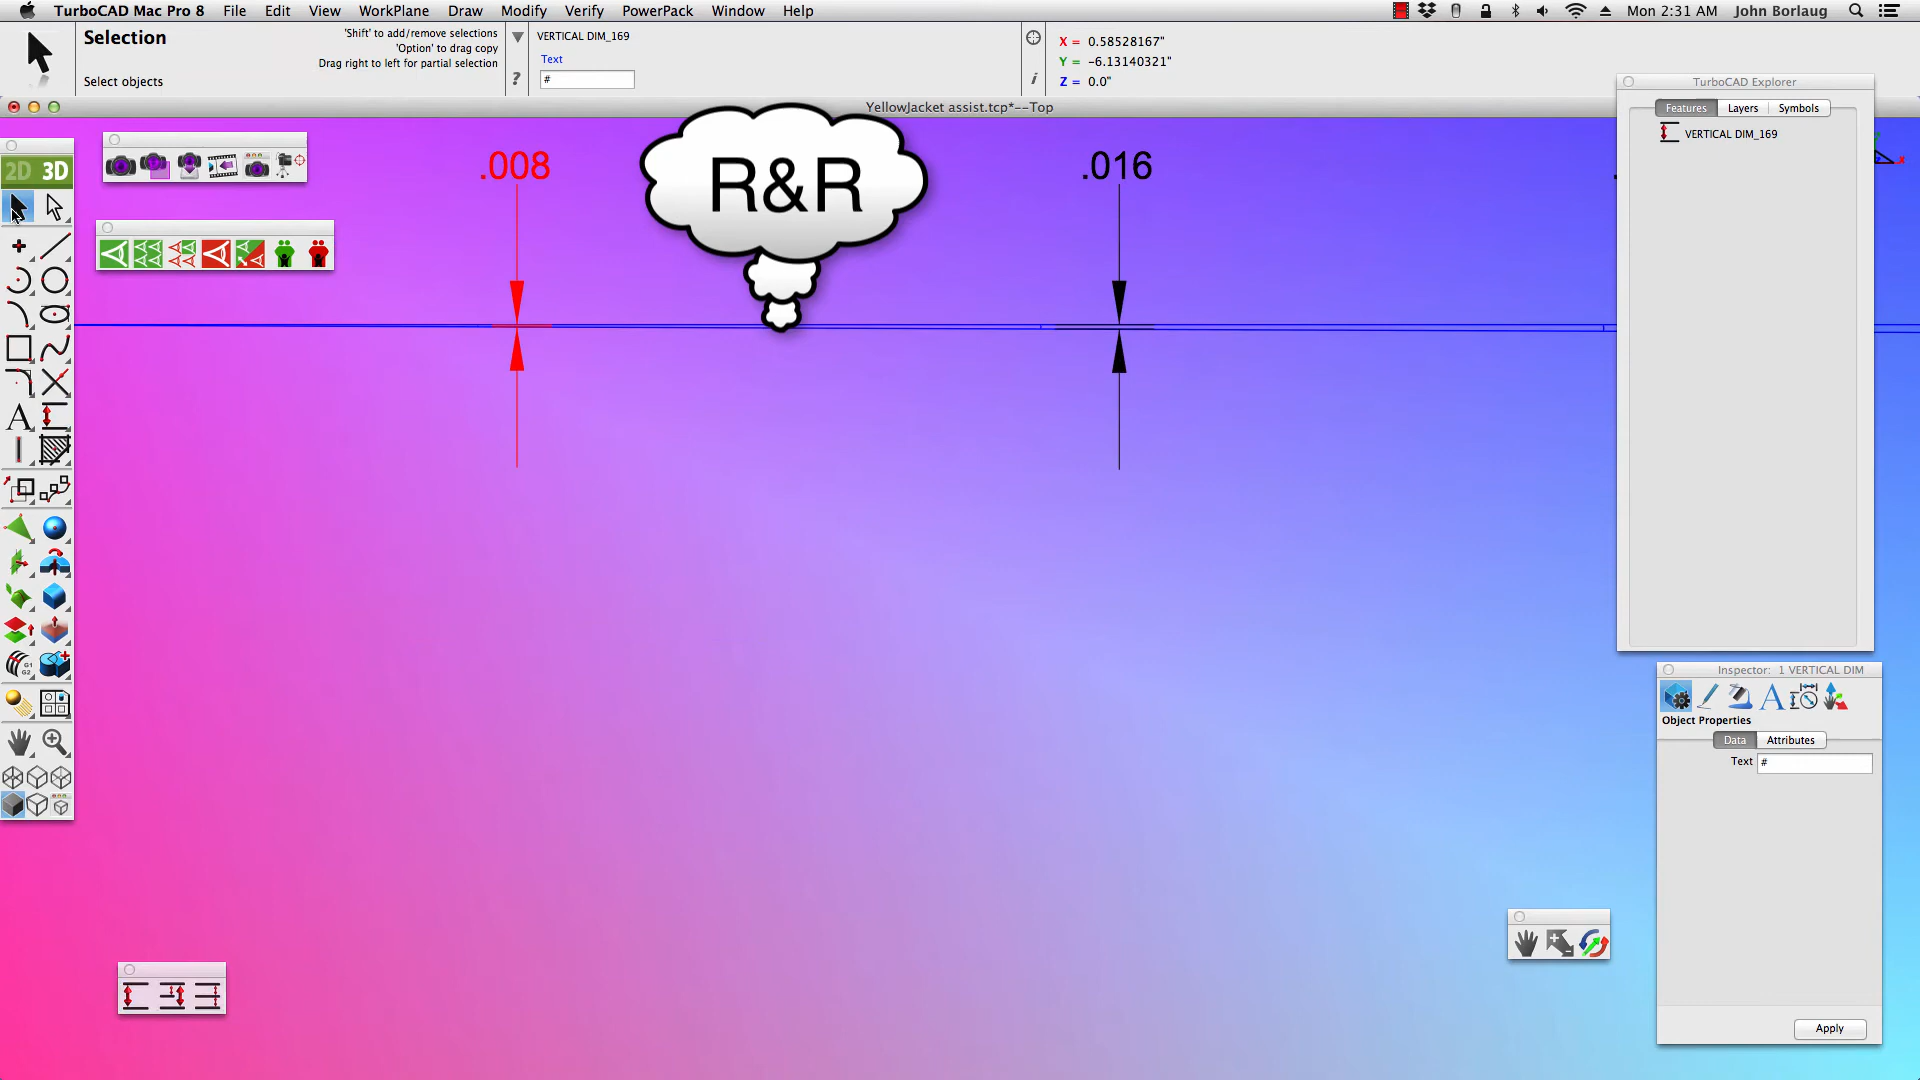 TurboCAD Mac Pro 8 File Edit View WorkPlane Draw Modify Verify PowerPack Window Help Mon 2:31 AM John Borlaug
Selection
'Shift' to add/remove selections
'Option' to drag copy
Drag right to left for partial selection
Select objects
?
VERTICAL DIM_169
Text
#
i
X = 0.58528167"
Y = -6.13140321"
Z = 0.0"
YellowJacket assist.tcp*--Top
TurboCAD Explorer
Features Layers Symbols
VERTICAL DIM_169
2D 3D
.008
R&R
.016
x
A
G1
G2
Inspector: 1 VERTICAL DIM
A
Object Properties
Data Attributes
Text #
Apply